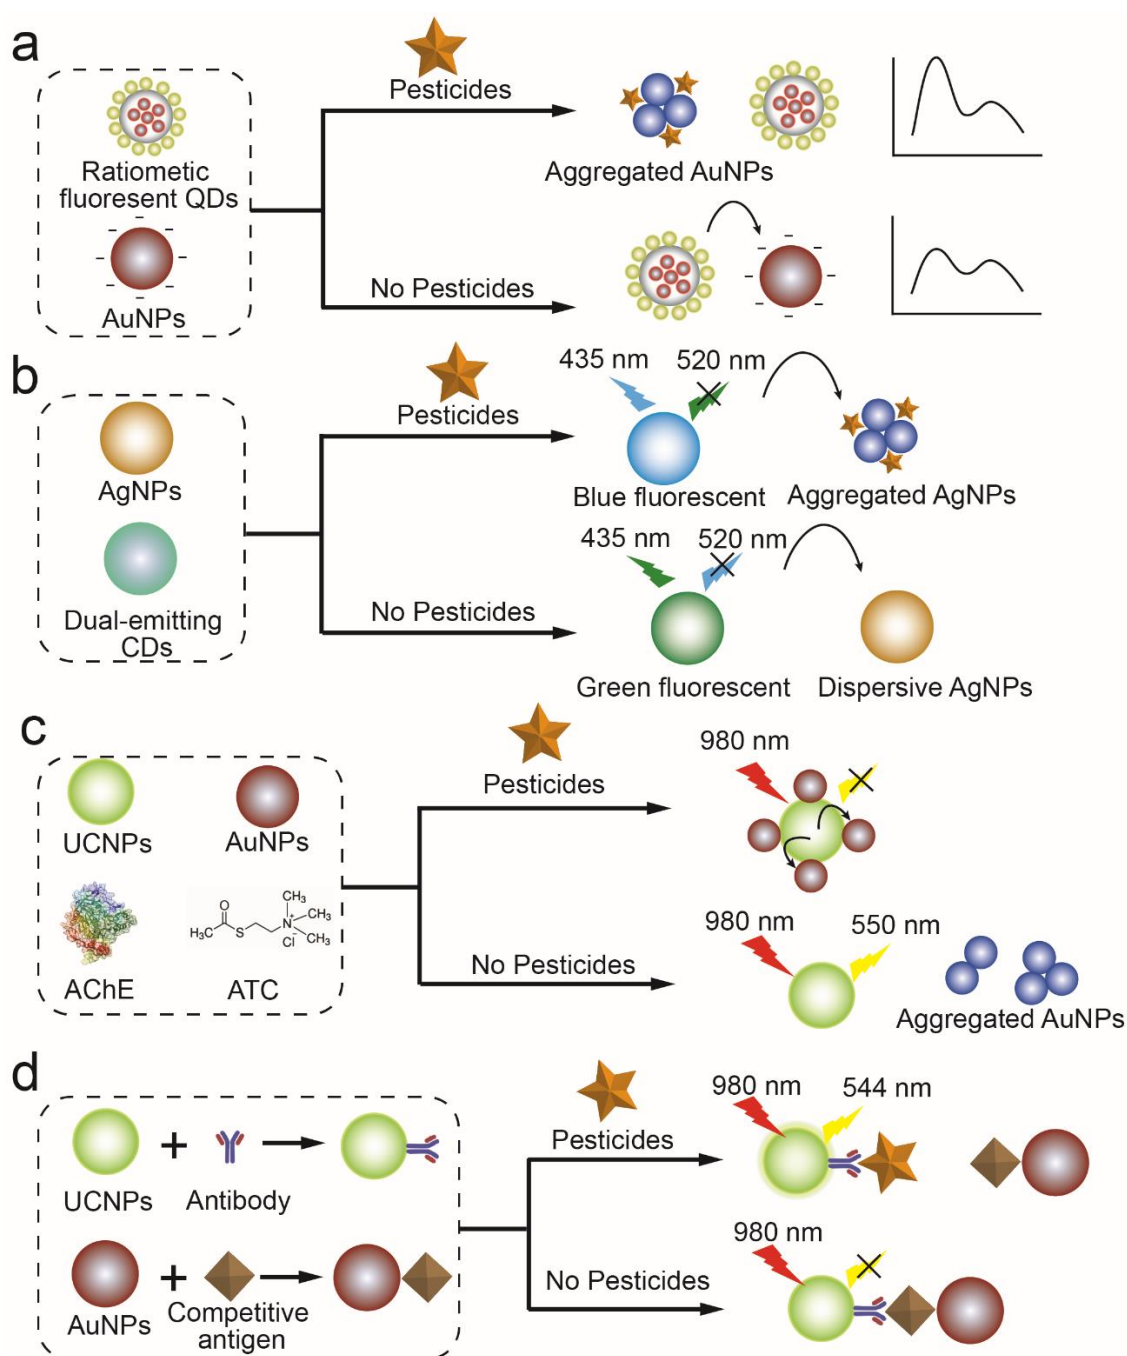 a
Pesticides
Ratiometic
fluoresent QDs
AuNPs
Aggregated AuNPs
No Pesticides
b
AgNPs
Dual-emitting
CDs
Pesticides
435 nm 520 nm
Blue fluorescent Aggregated AgNPs
No Pesticides
435 nm 520 nm
Green fluorescent Dispersive AgNPs
c
UCNPs AuNPs
AChE ATC
H₃C O S N⁺ CH₃ CH₃ CH₃ Cl⁻
Pesticides
980 nm
No Pesticides
980 nm 550 nm
Aggregated AuNPs
d
UCNPs + Antibody
AuNPs + Competitive
antigen
Pesticides
980 nm 544 nm
No Pesticides
980 nm